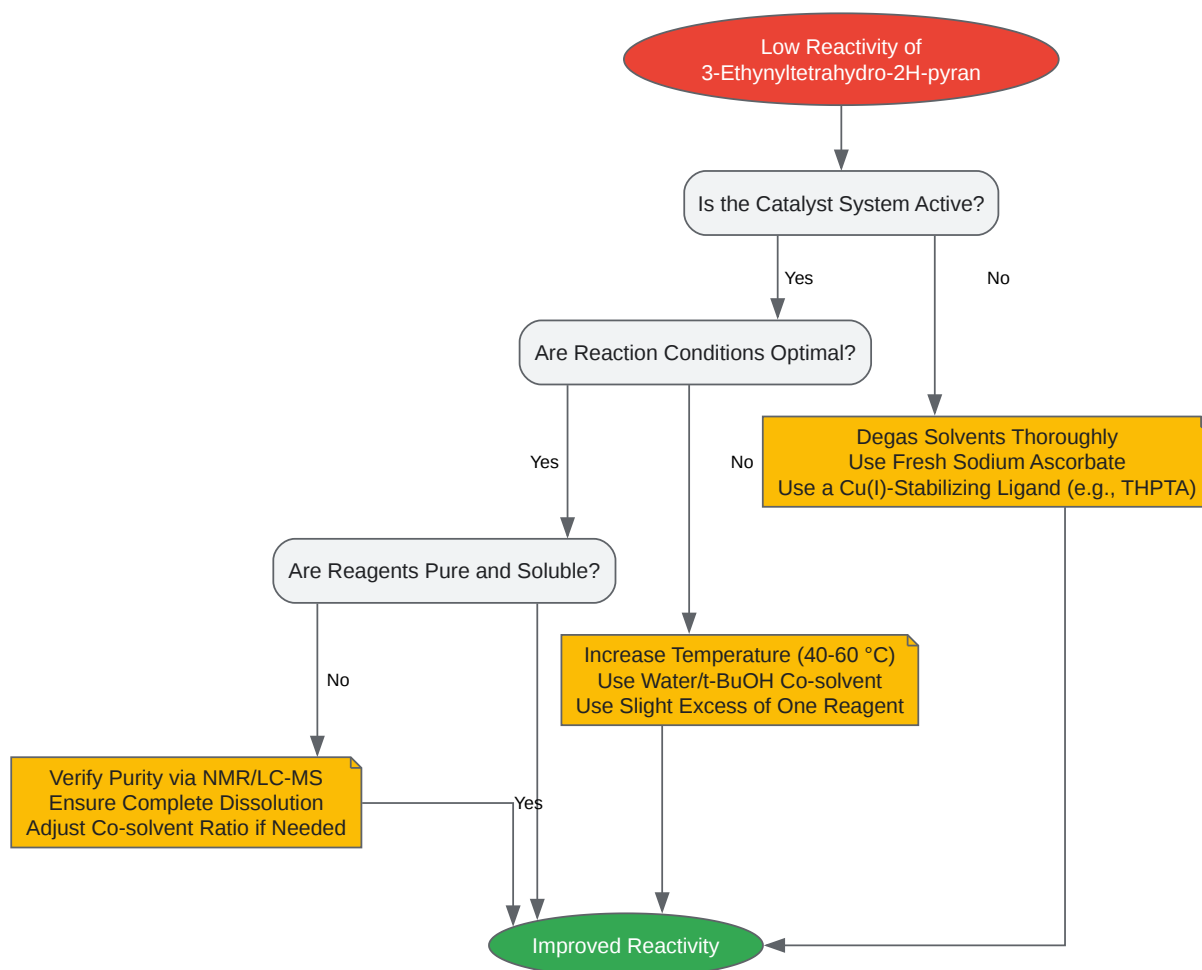 Low Reactivity of
3-Ethynyltetrahydro-2H-pyran
Is the Catalyst System Active?
Yes
No
Are Reaction Conditions Optimal?
Degas Solvents Thoroughly
Use Fresh Sodium Ascorbate
Use a Cu(I)-Stabilizing Ligand (e.g., THPTA)
Yes
No
Are Reagents Pure and Soluble?
Increase Temperature (40-60 °C)
Use Water/t-BuOH Co-solvent
Use Slight Excess of One Reagent
No
Verify Purity via NMR/LC-MS
Ensure Complete Dissolution
Adjust Co-solvent Ratio if Needed
Yes
Improved Reactivity